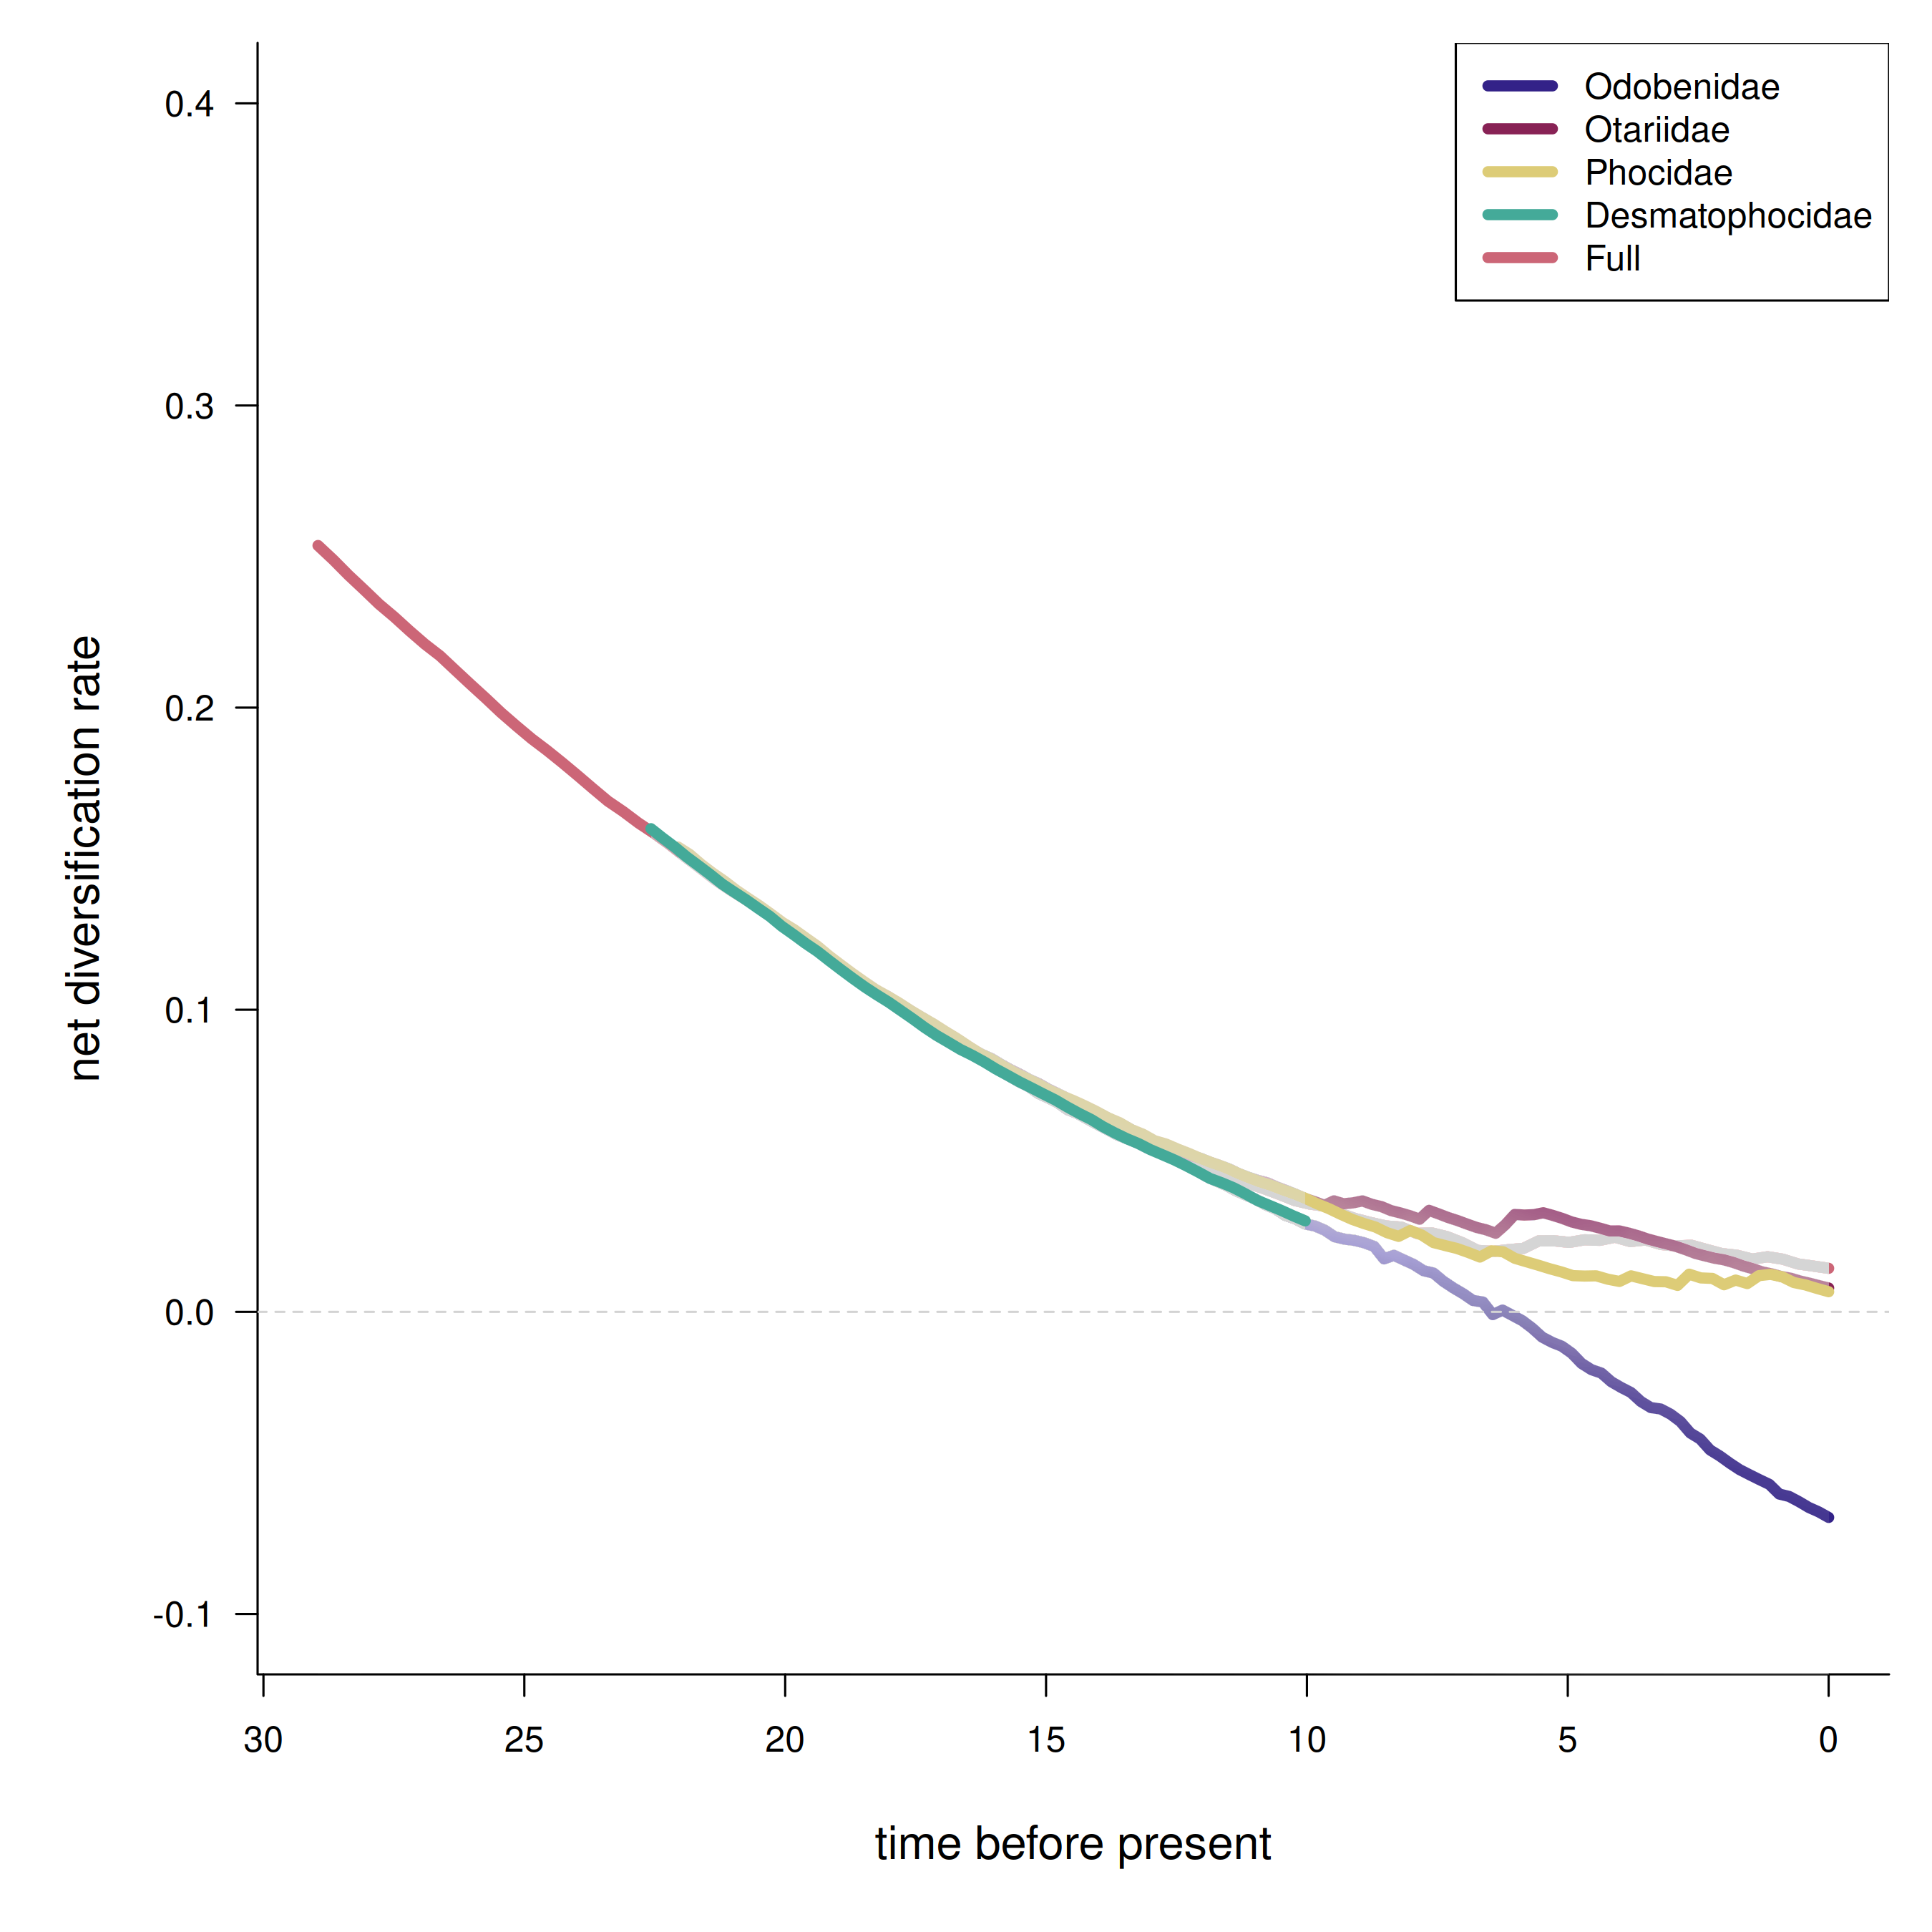 Odobenidae
Otariidae
Phocidae
Desmatophocidae
Full
0.4
0.3
0.2
0.1
0.0
-0.1
net diversification rate
30 25 20 15 10 5 0
time before present